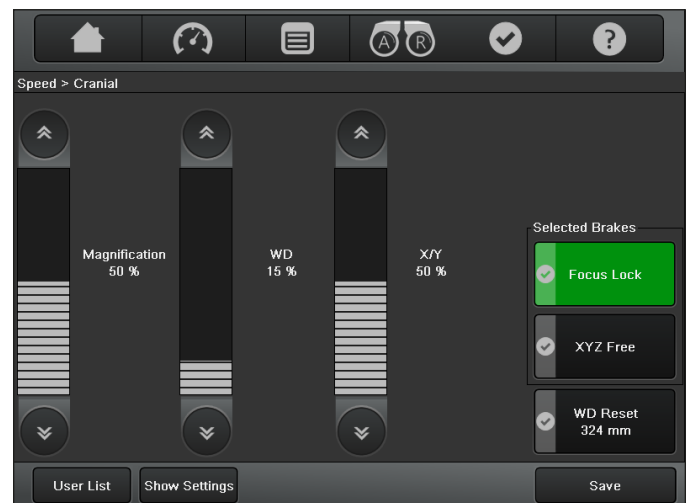 A R ?
Speed > Cranial
Magnification
50 %
WD
15 %
X/Y
50 %
Selected Brakes
Focus Lock
XYZ Free
WD Reset
324 mm
User List
Show Settings
Save